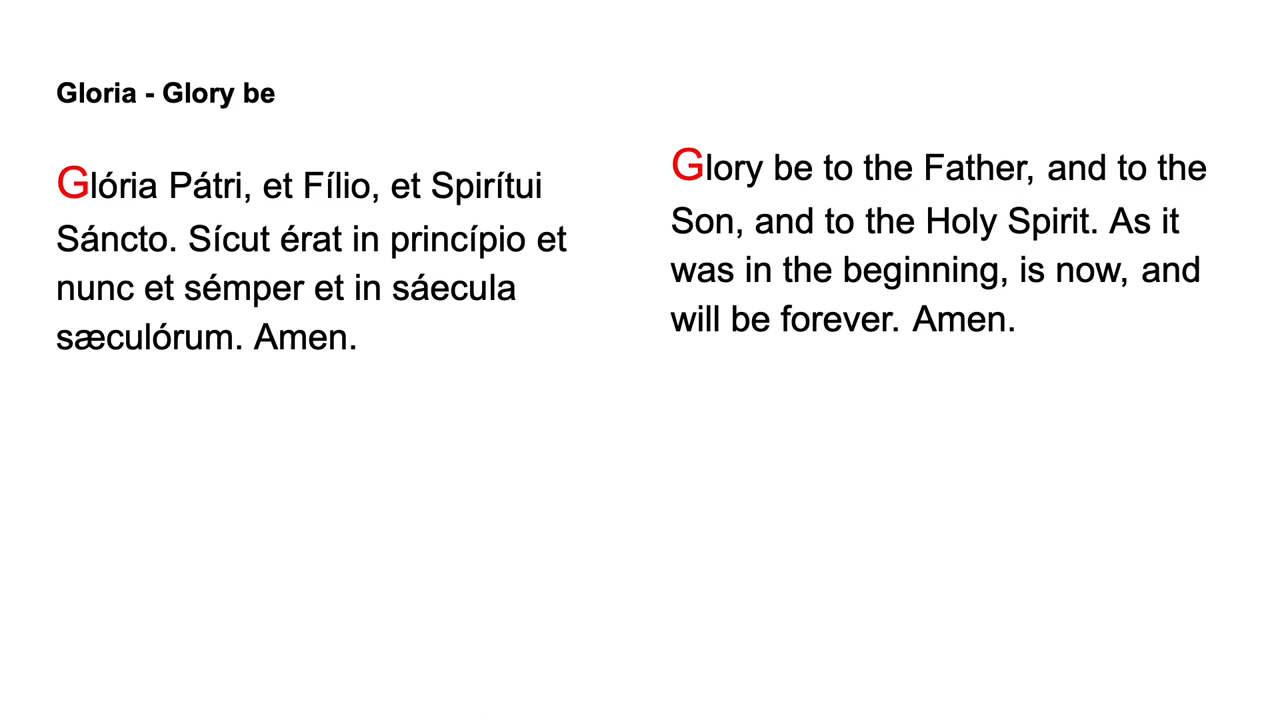 Gloria - Glory be
Glória Pátri, et Fílio, et Spirítui
Sáncto. Sícut érat in princípio et
nunc et sémper et in sáecula
sæculórum. Amen.
Glory be to the Father, and to the
Son, and to the Holy Spirit. As it
was in the beginning, is now, and
will be forever. Amen.